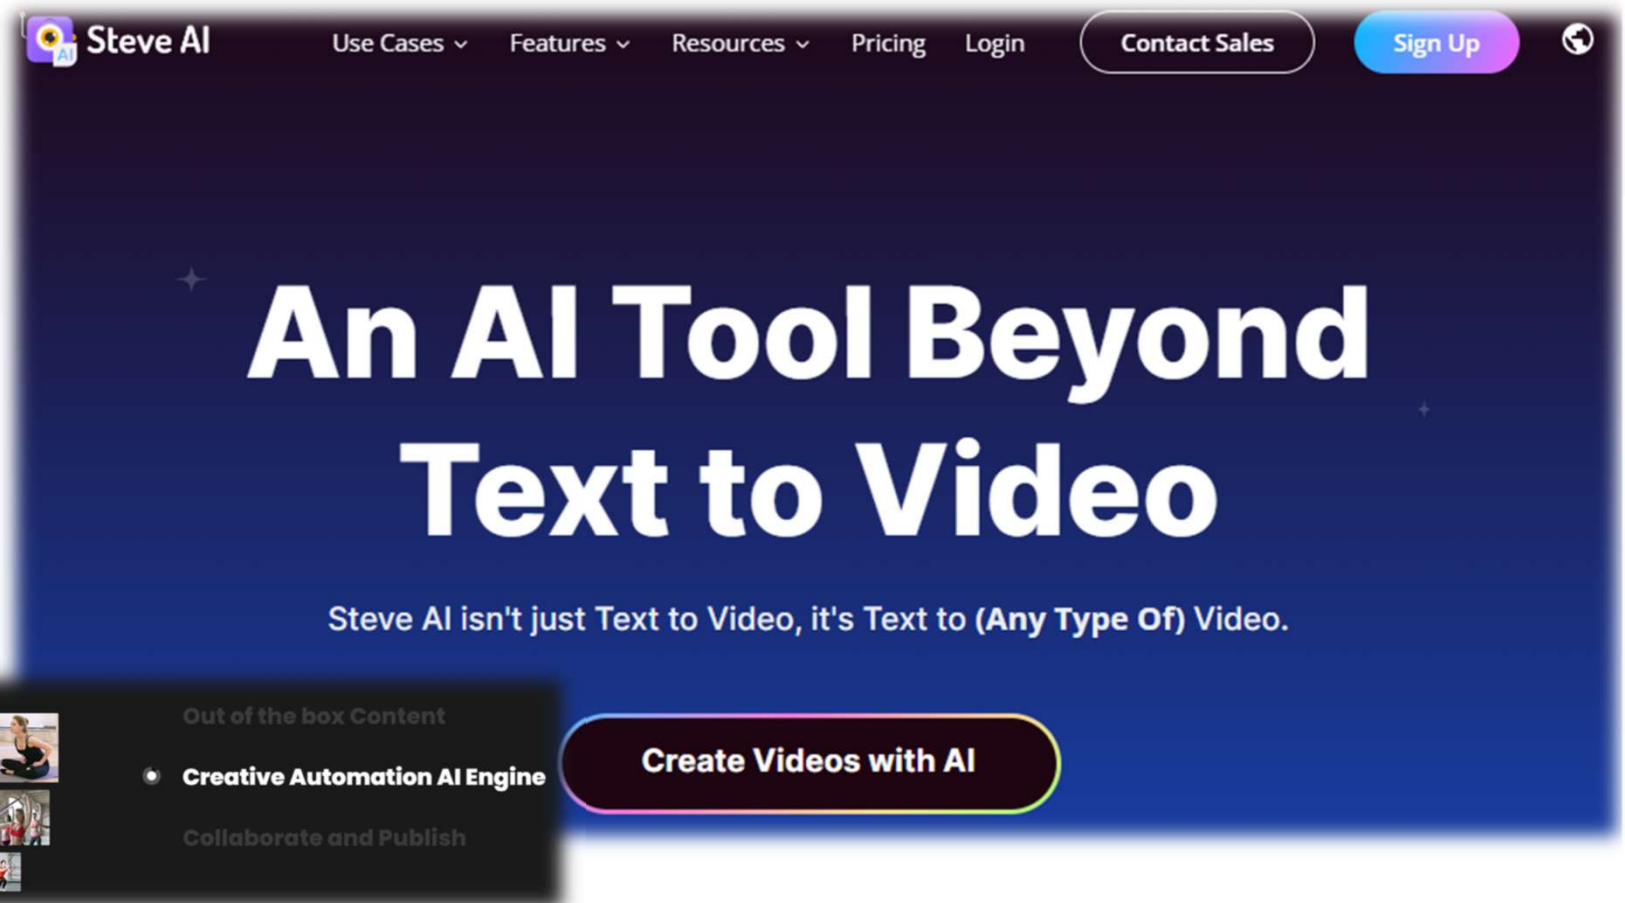 AI
Steve AI
Use Cases
Features
Resources
Pricing
Login
Contact Sales
Sign Up
An AI Tool Beyond
Text to Video
Steve AI isn't just Text to Video, it's Text to (Any Type Of) Video.
Create Videos with AI
Out of the box Content
Creative Automation AI Engine
Collaborate and Publish